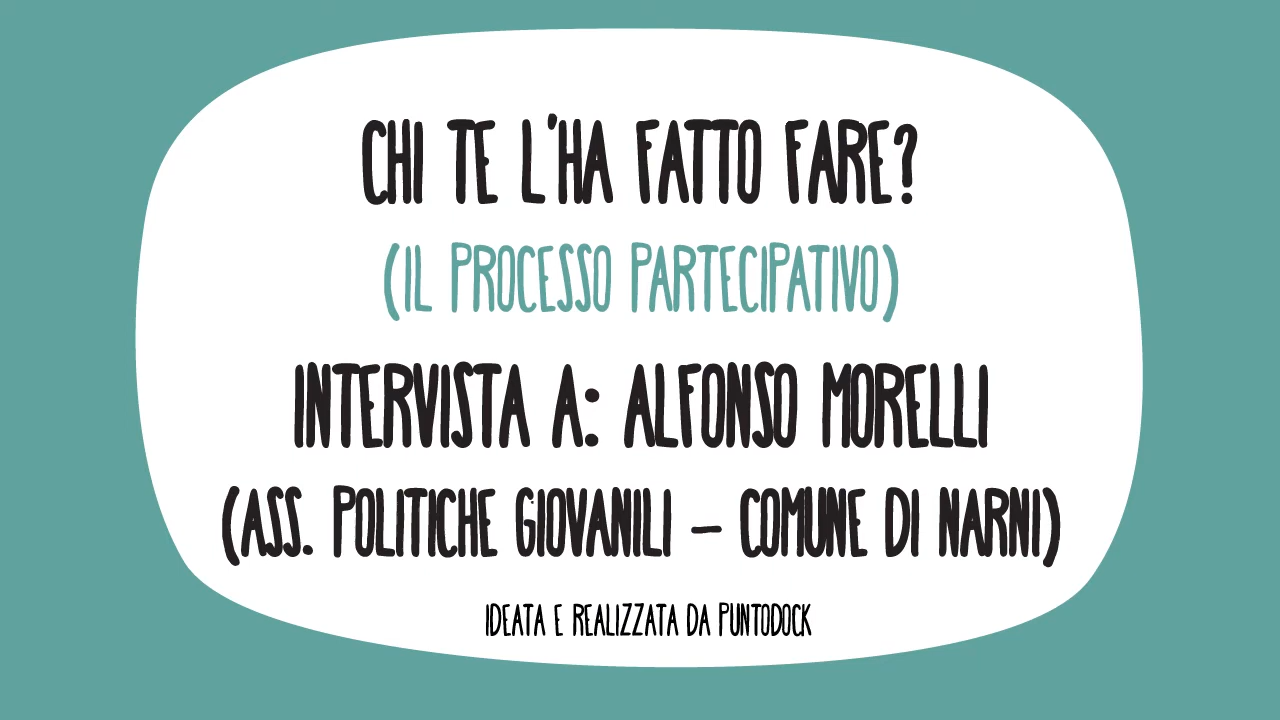 CHI TE L'HA FATTO FARE?
(IL PROCESSO PARTECIPATIVO)
INTERVISTA A: ALFONSO MORELLI
(ASS. POLITICHE GIOVANILI – COMUNE DI NARNI)
IDEATA E REALIZZATA DA PUNTODOCK